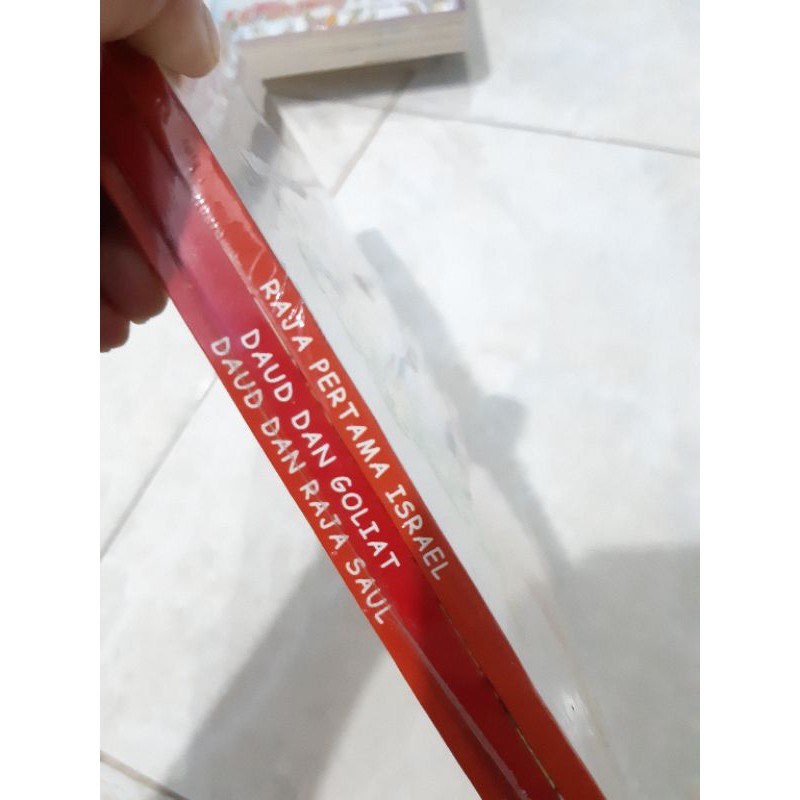 RAJA PERTAMA ISRAEL
DAUD DAN GOLIAT
DAUD DAN RAJA SAUL